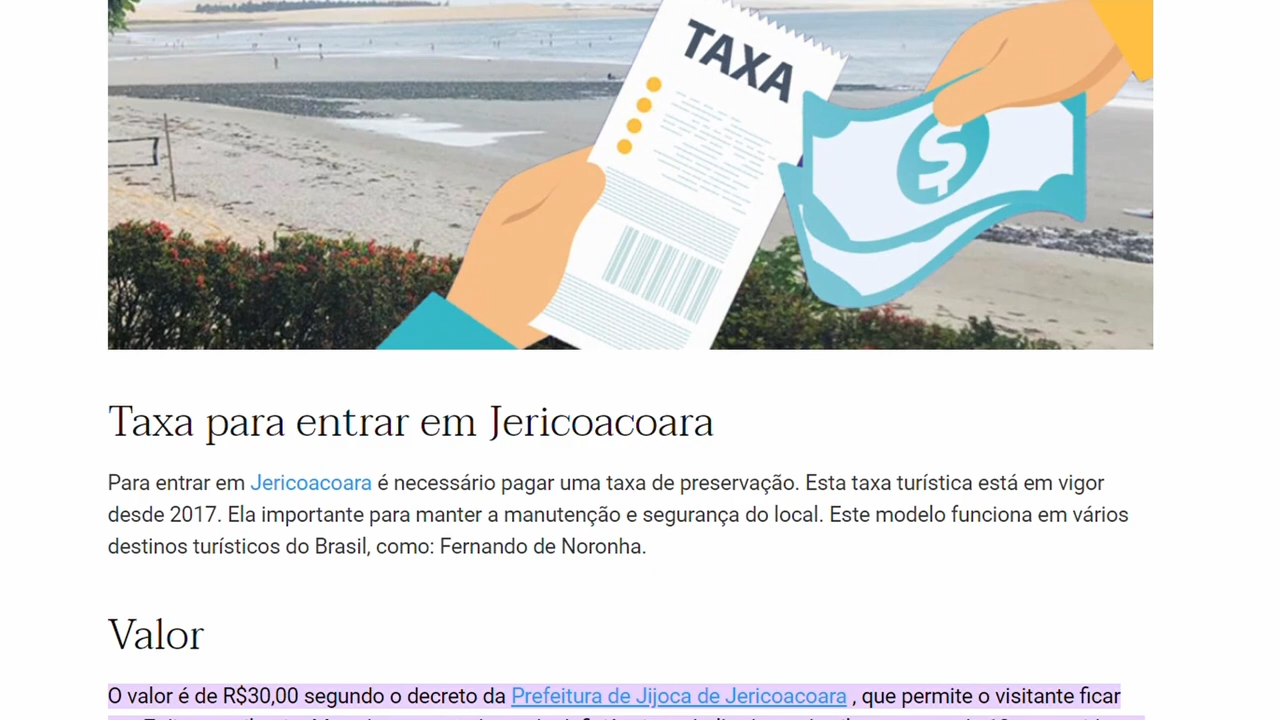 TAXA
Taxa para entrar em Jericoacoara
Para entrar em Jericoacoara é necessário pagar uma taxa de preservação. Esta taxa turística está em vigor
desde 2017. Ela importante para manter a manutenção e segurança do local. Este modelo funciona em vários
destinos turísticos do Brasil, como: Fernando de Noronha.
Valor
O valor é de R$30,00 segundo o decreto da Prefeitura de Jijoca de Jericoacoara , que permite o visitante ficar